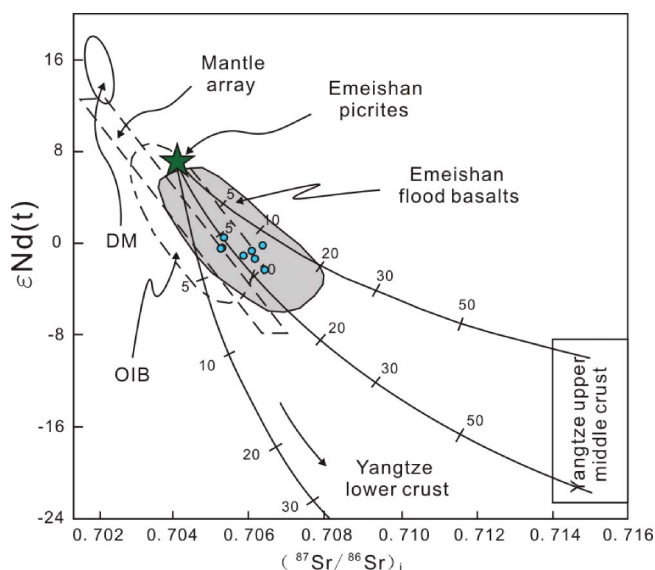 16
8
0
-8
-16
-24
εNd(t)
Mantle
array
Emeishan
picrites
Emeishan
flood basalts
DM
OIB
5
10
20
30
50
5
10
20
30
50
5
10
20
30
Yangtze
lower crust
Yangtze upper
middle crust
0.702
0.704
0.706
0.708
0.710
0.712
0.714
0.716
(⁸⁷Sr/⁸⁶Sr)i